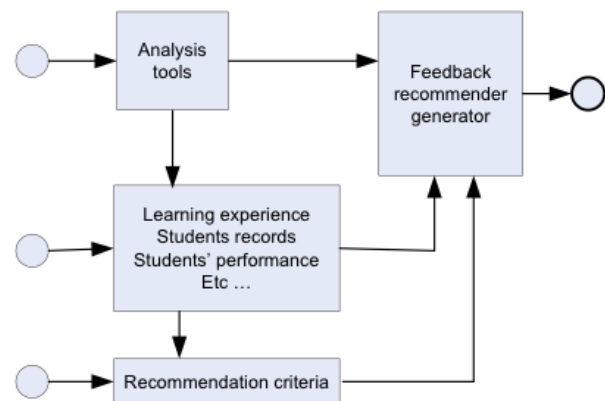 Analysis
tools
Feedback
recommender
generator
Learning experience
Students records
Students' performance
Etc ...
Recommendation criteria